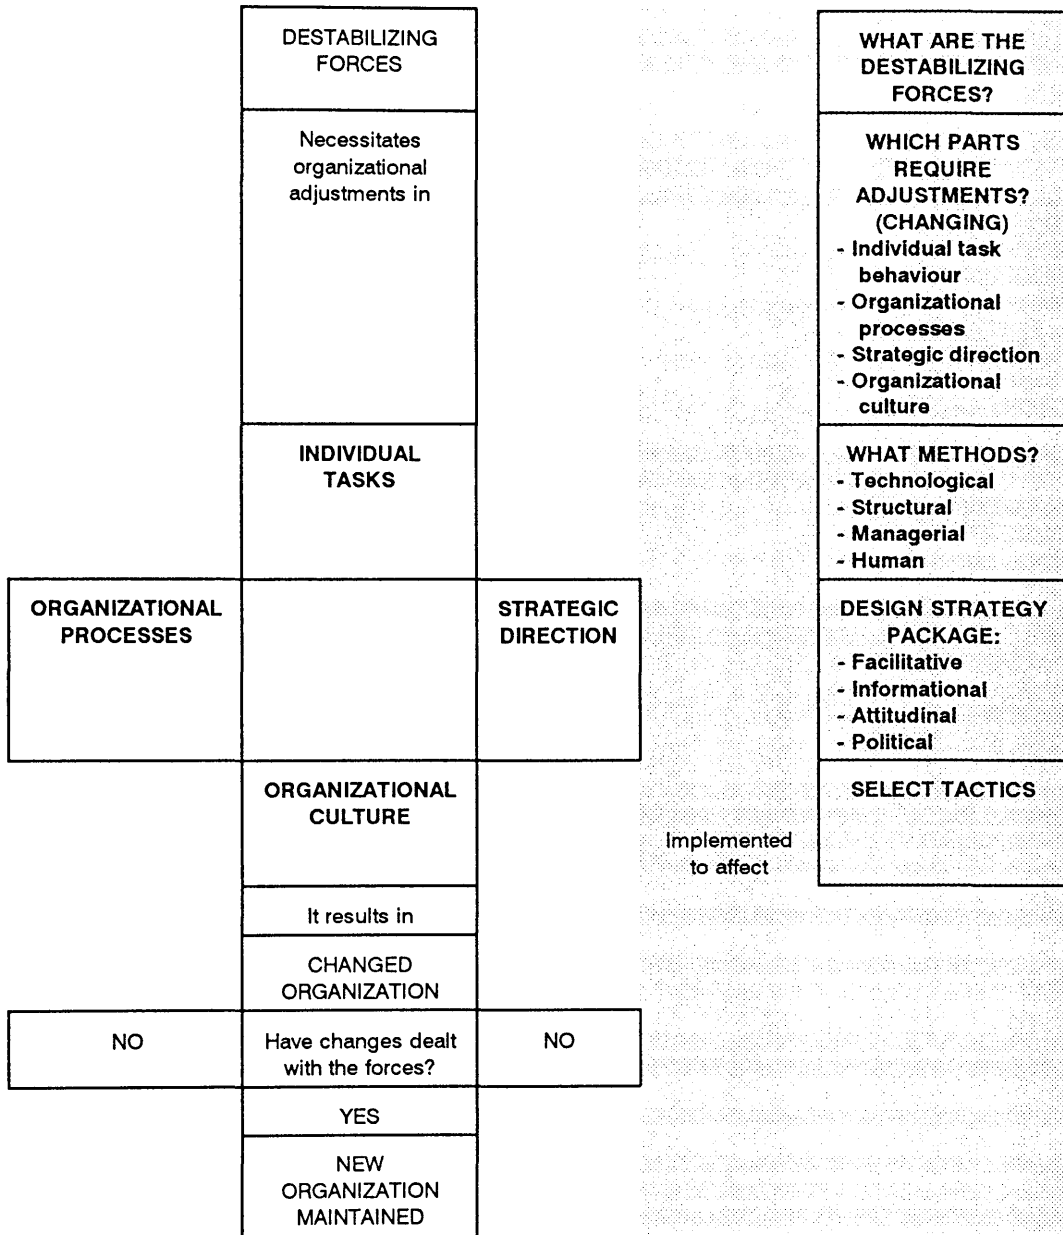 DESTABILIZING
FORCES
Necessitates
organizational
adjustments in
INDIVIDUAL
TASKS
ORGANIZATIONAL
PROCESSES
STRATEGIC
DIRECTION
ORGANIZATIONAL
CULTURE
It results in
CHANGED
ORGANIZATION
NO
Have changes dealt
with the forces?
NO
YES
NEW
ORGANIZATION
MAINTAINED
Implemented
to affect
WHAT ARE THE
DESTABILIZING
FORCES?
WHICH PARTS
REQUIRE
ADJUSTMENTS?
(CHANGING)
- Individual task
behaviour
- Organizational
processes
- Strategic direction
- Organizational
culture
WHAT METHODS?
- Technological
- Structural
- Managerial
- Human
DESIGN STRATEGY
PACKAGE:
- Facilitative
- Informational
- Attitudinal
- Political
SELECT TACTICS